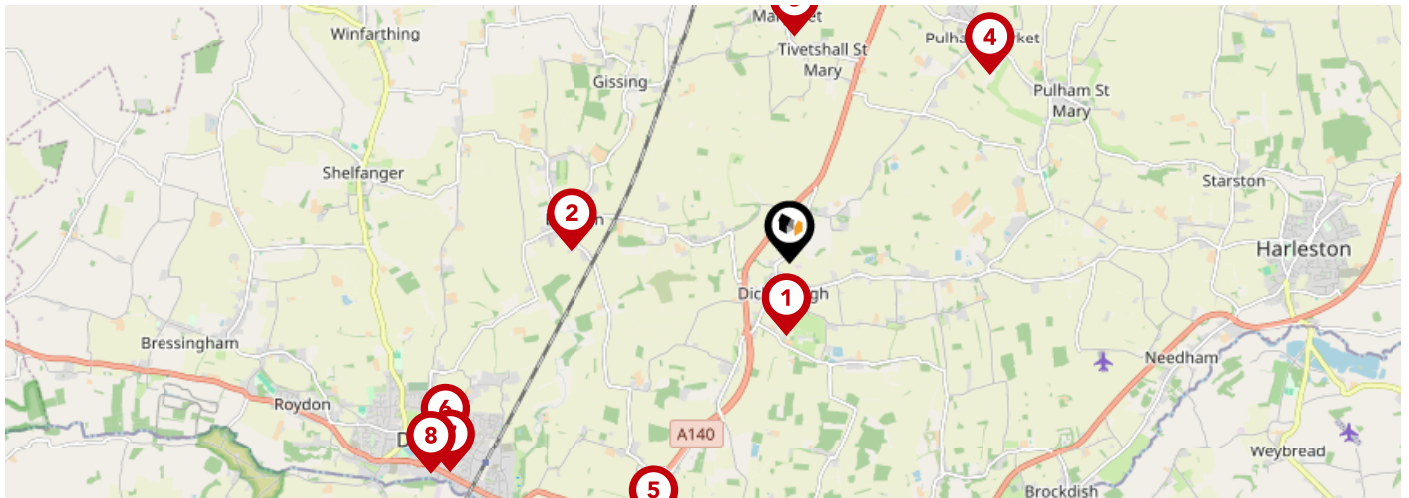 Winfarthing
Tivetshall St
Mary
4
Gissing
Pulham St
Mary
Shelfanger
Starston
2
Harleston
1
Bressingham
Needham
Roydon
6
8
A140
Weybread
5
Brockdish